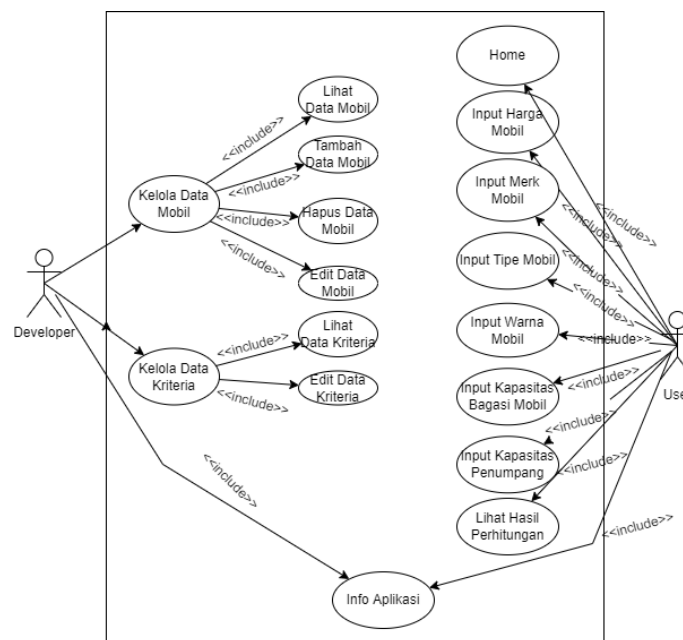 Home
Lihat
Data Mobil
<<include>>
Input Harga
Mobil
Tambah
Data Mobil
<<include>>
Kelola Data
Mobil
<<include>>
Hapus Data
Mobil
<<include>>
Edit Data
Mobil
Input Merk
Mobil
<<include>>
<<include>>
Input Tipe Mobil
<<include>>
<<include>>
Developer
Lihat
Data Kriteria
<<include>>
Input Warna
Mobil
<<include>>
Kelola Data
Kriteria
Edit Data
Kriteria
<<include>>
Input Kapasitas
Bagasi Mobil
<<include>>
Use
Input Kapasitas
Penumpang
<<include>>
<<include>>
<<include>>
Lihat Hasil
Perhitungan
<<include>>
Info Aplikasi